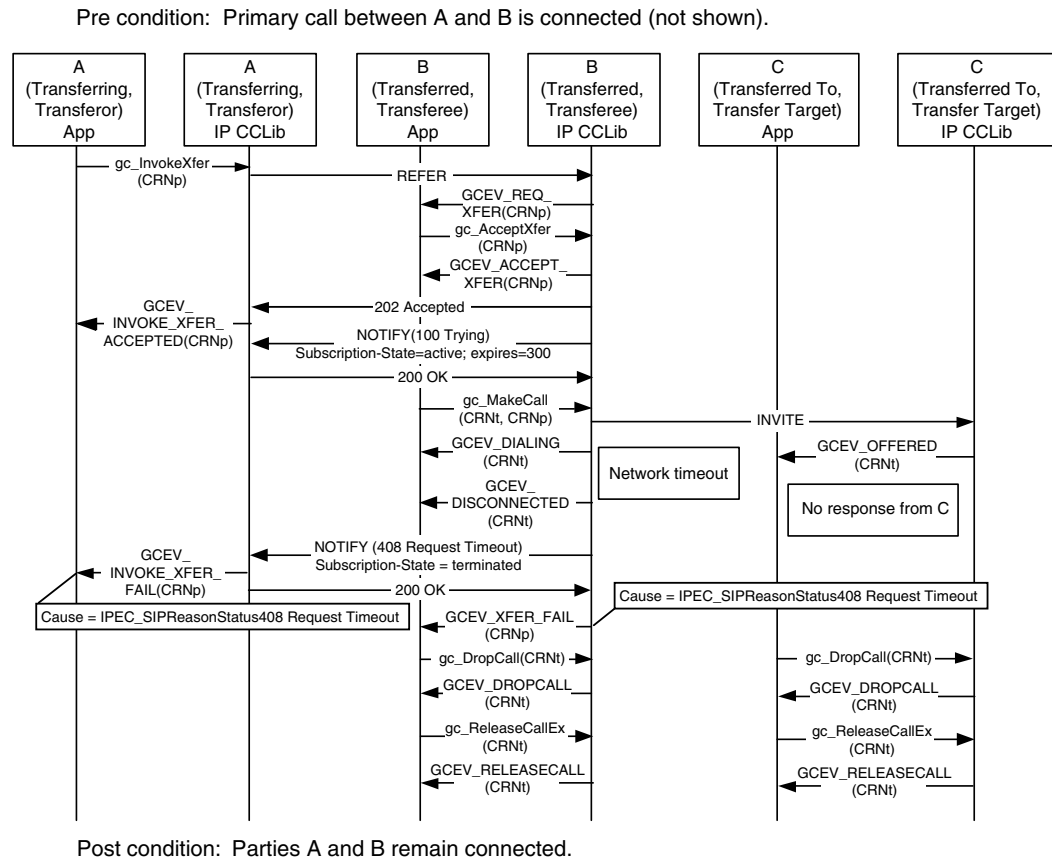 Pre condition: Primary call between A and B is connected (not shown).
A
(Transferring,
Transferor)
App
A
(Transferring,
Transferor)
IP CCLib
B
(Transferred,
Transferee)
App
B
(Transferred,
Transferee)
IP CCLib
C
(Transferred To,
Transfer Target)
App
C
(Transferred To,
Transfer Target)
IP CCLib
gc_InvokeXfer
(CRNp)
REFER
GCEV_REQ_
XFER(CRNp)
gc_AcceptXfer
(CRNp)
GCEV_ACCEPT_
XFER(CRNp)
202 Accepted
GCEV_
INVOKE_XFER_
ACCEPTED(CRNp)
NOTIFY(100 Trying)
Subscription-State=active; expires=300
200 OK
gc_MakeCall
(CRNt, CRNp)
INVITE
GCEV_DIALING
(CRNt)
GCEV_OFFERED
(CRNt)
Network timeout
GCEV_
DISCONNECTED
(CRNt)
No response from C
NOTIFY (408 Request Timeout)
Subscription-State = terminated
GCEV_
INVOKE_XFER_
FAIL(CRNp)
200 OK
Cause = IPEC_SIPReasonStatus408 Request Timeout
Cause = IPEC_SIPReasonStatus408 Request Timeout
GCEV_XFER_FAIL
(CRNp)
gc_DropCall(CRNt)
gc_DropCall(CRNt)
GCEV_DROPCALL
(CRNt)
GCEV_DROPCALL
(CRNt)
gc_ReleaseCallEx
(CRNt)
gc_ReleaseCallEx
(CRNt)
GCEV_RELEASECALL
(CRNt)
GCEV_RELEASECALL
(CRNt)
Post condition: Parties A and B remain connected.